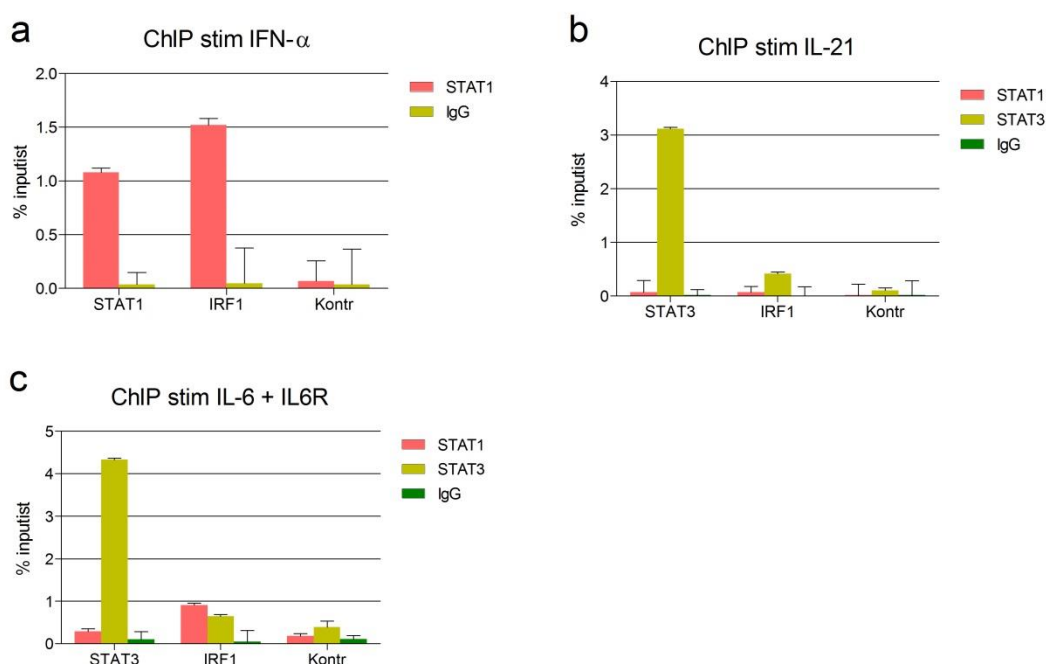 a
ChIP stim IFN-α
% inputist
2.0
1.5
1.0
0.5
0.0
STAT1
IRF1
Kontr
STAT1
IgG
b
ChIP stim IL-21
% inputist
4
3
2
1
0
STAT3
IRF1
Kontr
STAT1
STAT3
IgG
c
ChIP stim IL-6 + IL6R
% inputist
5
4
3
2
1
0
STAT3
IRF1
Kontr
STAT1
STAT3
IgG